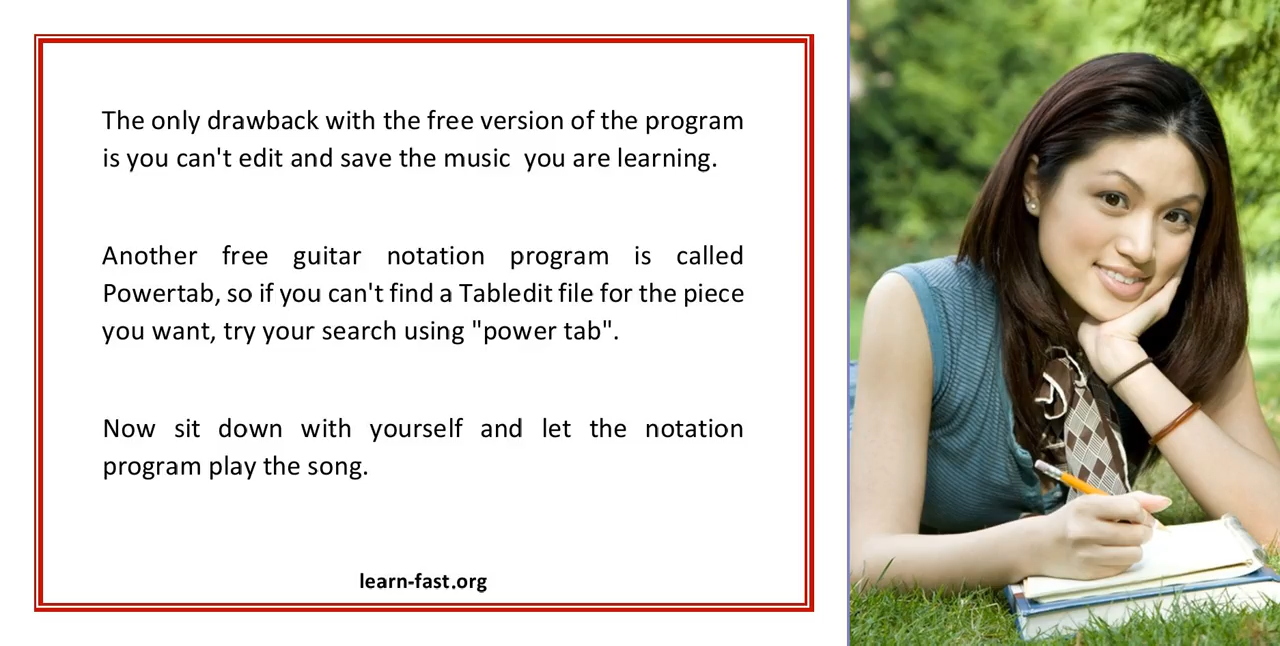 The only drawback with the free version of the program
is you can't edit and save the music  you are learning.
Another free guitar notation program is called
Powertab, so if you can't find a Tabledit file for the piece
you want, try your search using "power tab".
Now sit down with yourself and let the notation
program play the song.
learn-fast.org